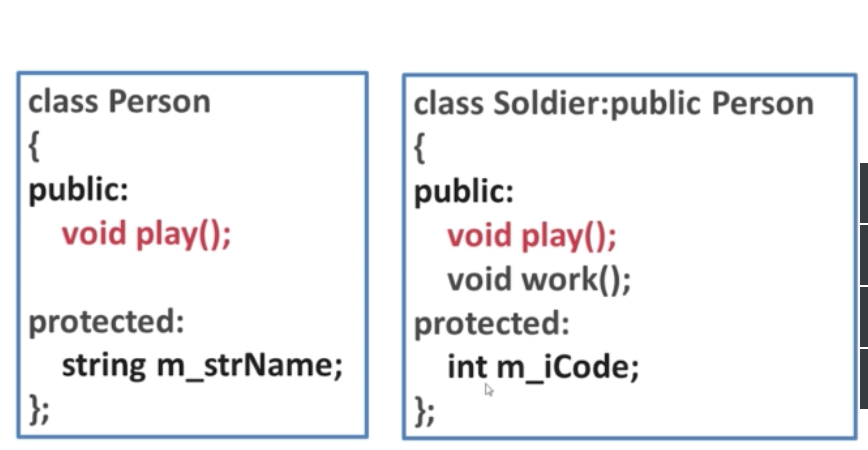 class Person
{
public:
void play();
protected:
string m_strName;
};
class Soldier:public Person
{
public:
void play();
void work();
protected:
int m_iCode;
};